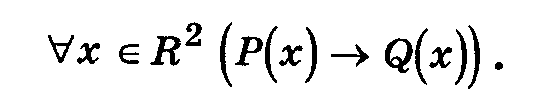 ∀x ∈ R² (P(x) → Q(x)).